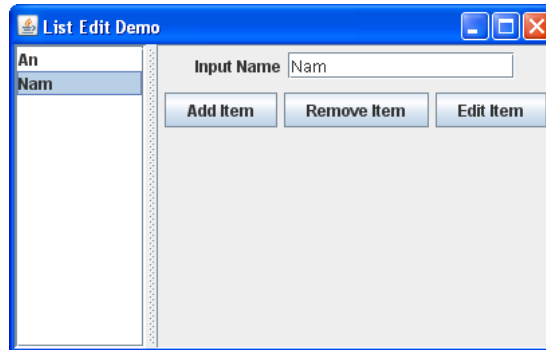 List Edit Demo
An
Nam
Input Name Nam
Add Item Remove Item Edit Item